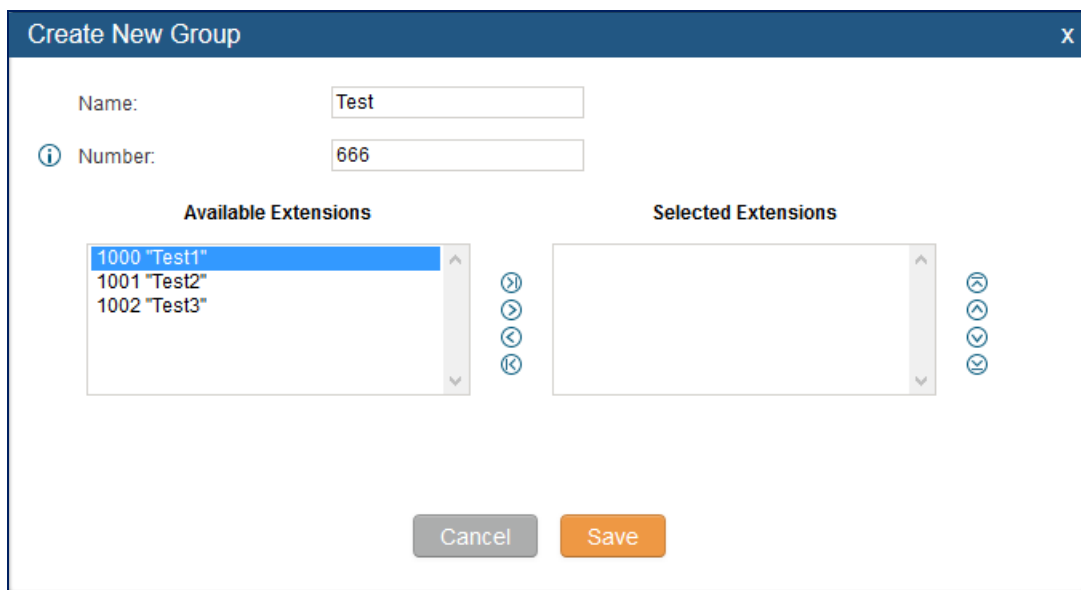 Create New Group x
Name: Test
Number: 666
Available Extensions Selected Extensions
1000 "Test1"
1001 "Test2"
1002 "Test3"
Cancel Save